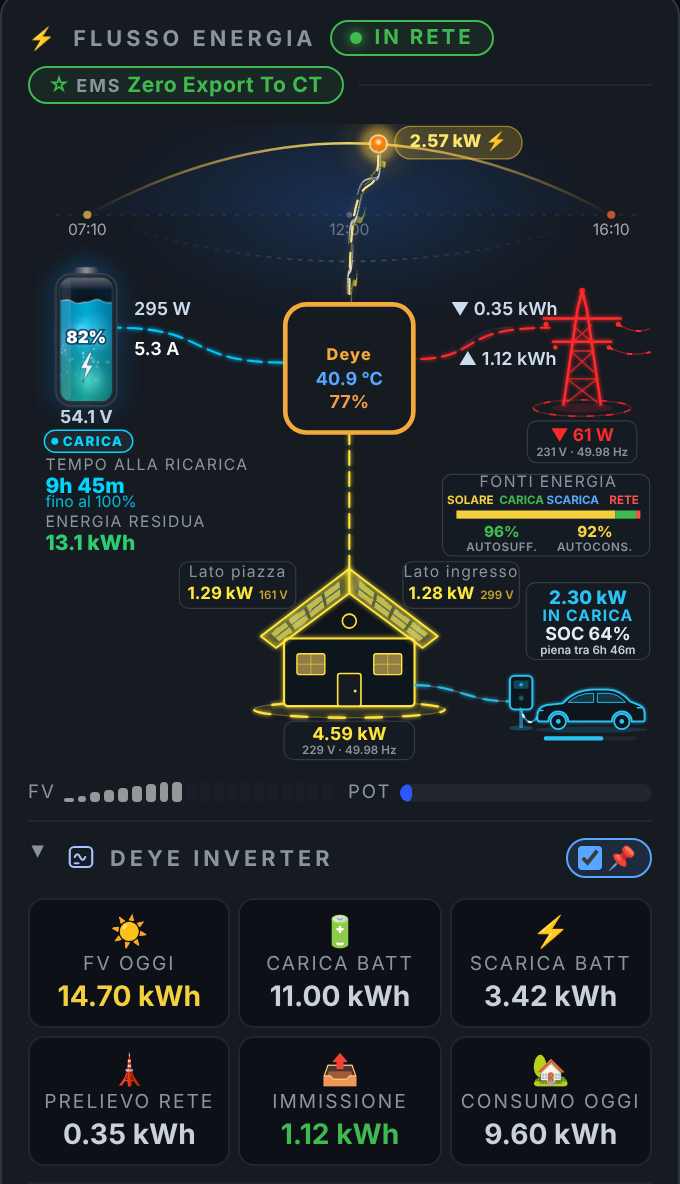 ⚡ FLUSSO ENERGIA ● IN RETE
☆ EMS Zero Export To CT
2.57 kW ⚡
07:10 12:00 16:10
295 W
5.3 A
82%
54.1 V
● CARICA
TEMPO ALLA RICARICA
9h 45m
fino al 100%
ENERGIA RESIDUA
13.1 kWh
Deye
40.9 °C
77%
▼ 0.35 kWh
▲ 1.12 kWh
▼ 61 W
231 V · 49.98 Hz
FONTI ENERGIA
SOLARE CARICA SCARICA RETE
96% 92%
AUTOSUFF. AUTOCONS.
Lato piazza
1.29 kW 161 V
Lato ingresso
1.28 kW 299 V
2.30 kW
IN CARICA
SOC 64%
piena tra 6h 46m
4.59 kW
229 V · 49.98 Hz
FV POT
▼ DEYE INVERTER
FV OGGI
14.70 kWh
CARICA BATT
11.00 kWh
SCARICA BATT
3.42 kWh
PRELIEVO RETE
0.35 kWh
IMMISSIONE
1.12 kWh
CONSUMO OGGI
9.60 kWh